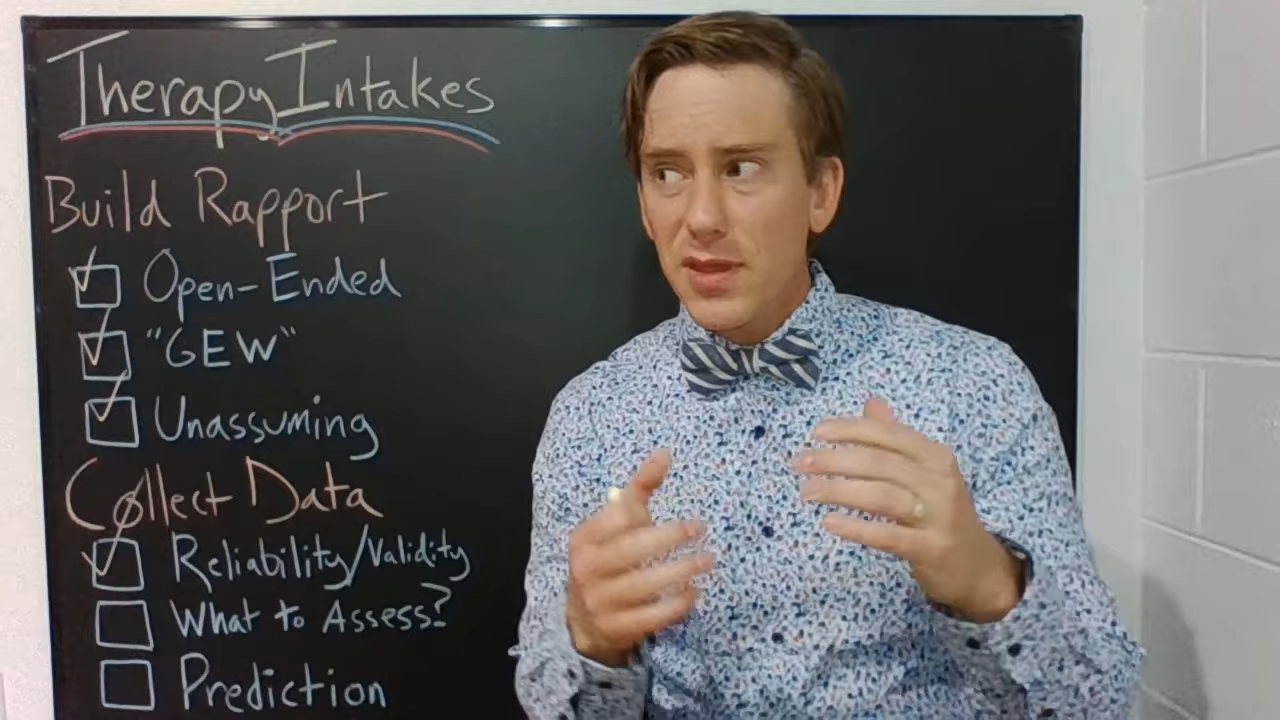 Therapy Intakes
Build Rapport
Open-Ended
"GEW"
Unassuming
Collect Data
Reliability/Validity
What to Assess?
Prediction